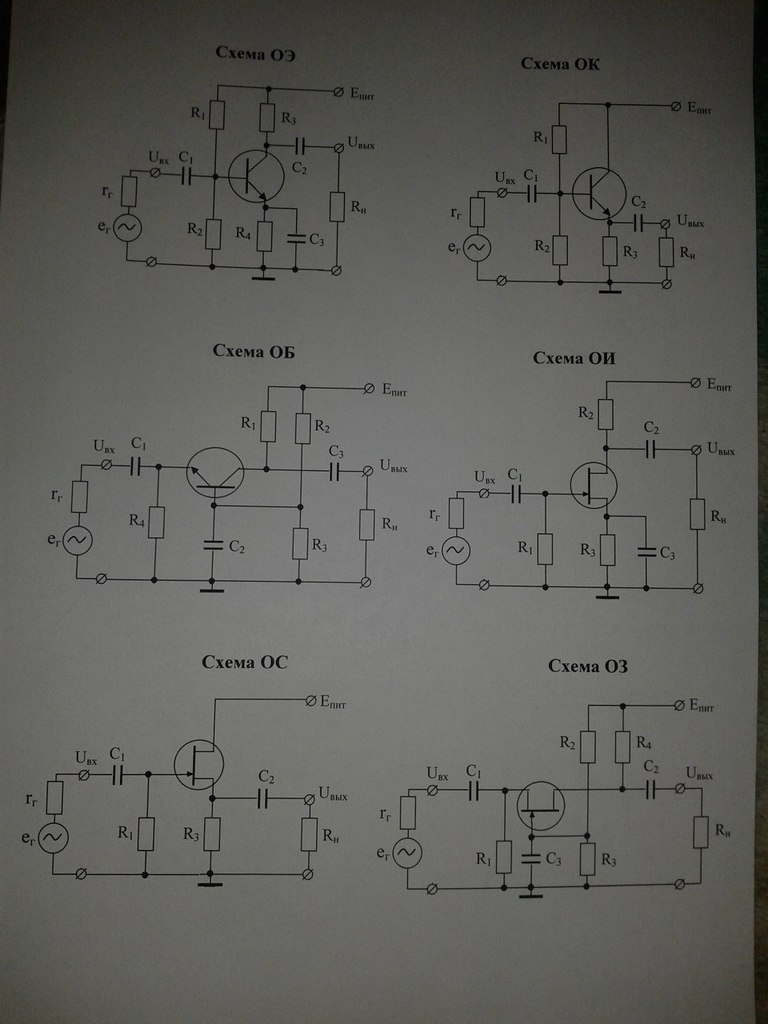 Схема ОЭ
Eпит
R1
R3
Uвых
Uвх
C1
C2
rг
Rн
R2
R4
C3
eг
Схема ОК
Eпит
R1
Uвх
C1
C2
Uвых
rг
R2
R3
Rн
eг
Схема ОБ
Eпит
R1
R2
Uвх
C1
C3
Uвых
rг
R4
Rн
eг
C2
R3
Схема ОИ
Eпит
R2
C2
Uвых
Uвх
C1
rг
Rн
eг
R1
R3
C3
Схема ОС
Eпит
Uвх
C1
C2
Uвых
rг
R1
R3
Rн
eг
Схема ОЗ
Eпит
R2
R4
Uвх
C1
C2
Uвых
rг
Rн
eг
R1
C3
R3